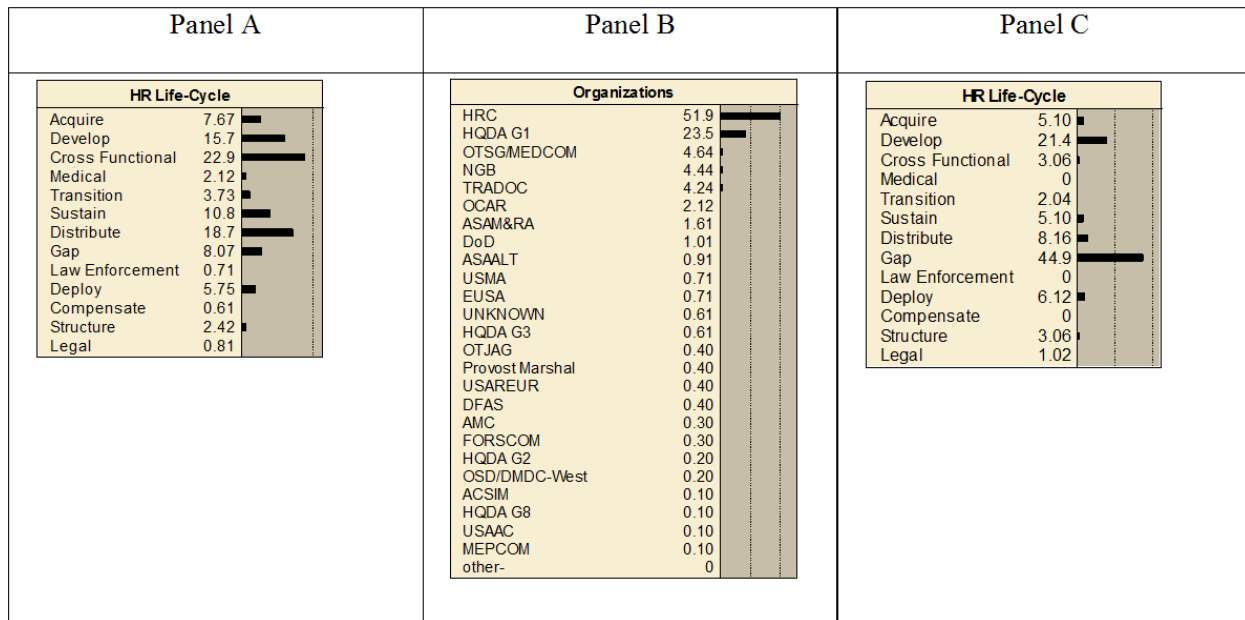 Panel A
Panel B
Panel C
HR Life-Cycle
Acquire 7.67
Develop 15.7
Cross Functional 22.9
Medical 2.12
Transition 3.73
Sustain 10.8
Distribute 18.7
Gap 8.07
Law Enforcement 0.71
Deploy 5.75
Compensate 0.61
Structure 2.42
Legal 0.81
Organizations
HRC 51.9
HQDA G1 23.5
OTSG/MEDCOM 4.64
NGB 4.44
TRADOC 4.24
OCAR 2.12
ASAM&RA 1.61
DoD 1.01
ASAALT 0.91
USMA 0.71
EUSA 0.71
UNKNOWN 0.61
HQDA G3 0.61
OTJAG 0.40
Provost Marshal 0.40
USAREUR 0.40
DFAS 0.40
AMC 0.30
FORSCOM 0.30
HQDA G2 0.20
OSD/DMDC-West 0.20
ACSIM 0.10
HQDA G8 0.10
USAAC 0.10
MEPCOM 0.10
other- 0
HR Life-Cycle
Acquire 5.10
Develop 21.4
Cross Functional 3.06
Medical 0
Transition 2.04
Sustain 5.10
Distribute 8.16
Gap 44.9
Law Enforcement 0
Deploy 6.12
Compensate 0
Structure 3.06
Legal 1.02